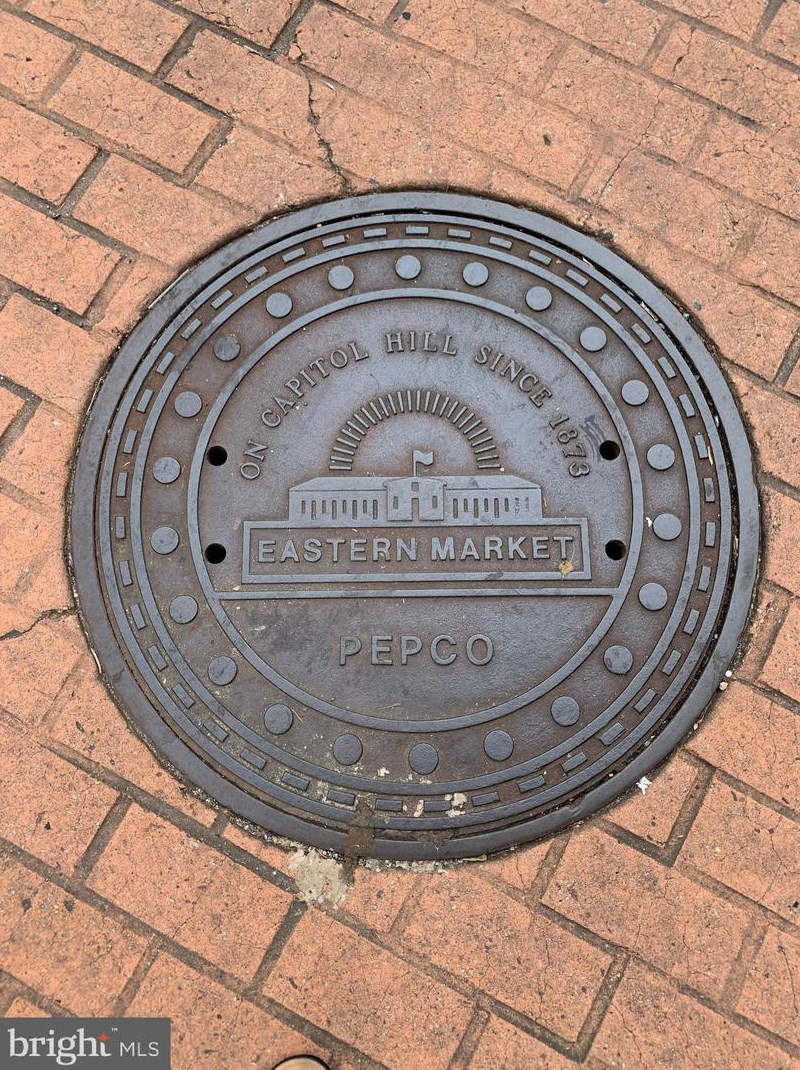 ON CAPITOL HILL SINCE 1873
EASTERN MARKET
PEPCO
bright MLS